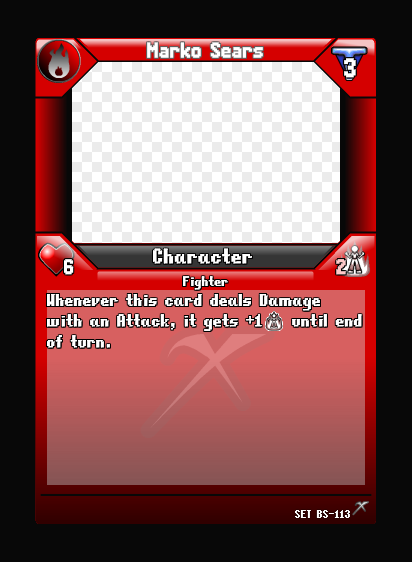 Marko Sears
3
6
Character
2
Fighter
Whenever this card deals Damage
with an Attack, it gets +1 until end
of turn.
SET BS-113